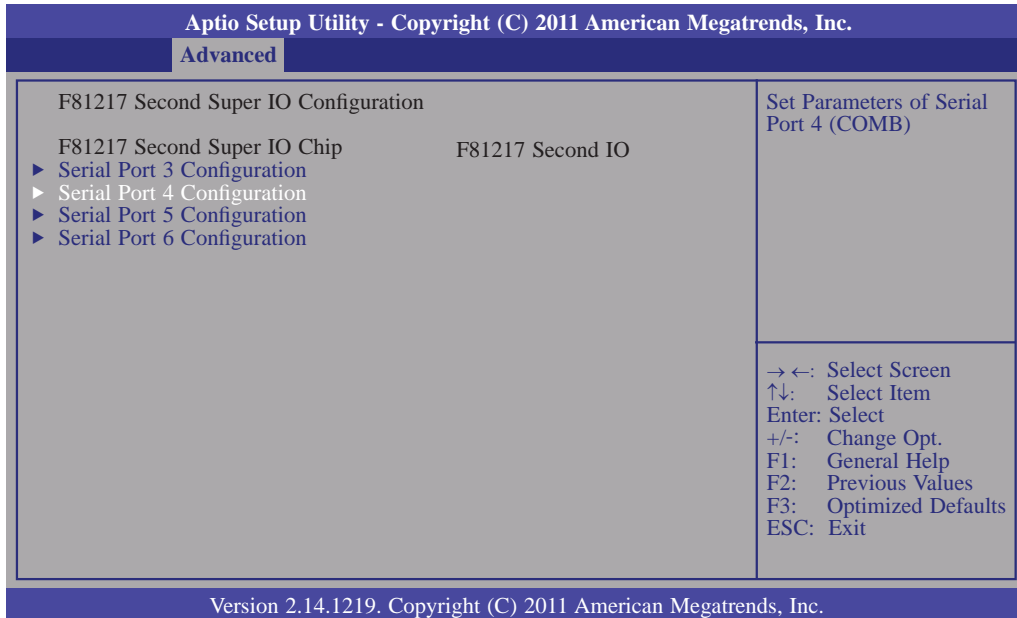 Aptio Setup Utility - Copyright (C) 2011 American Megatrends, Inc.
Advanced
F81217 Second Super IO Configuration
F81217 Second Super IO Chip F81217 Second IO
▶ Serial Port 3 Configuration
▶ Serial Port 4 Configuration
▶ Serial Port 5 Configuration
▶ Serial Port 6 Configuration
Set Parameters of Serial
Port 4 (COMB)
→ ←: Select Screen
↑↓: Select Item
Enter: Select
+/-: Change Opt.
F1: General Help
F2: Previous Values
F3: Optimized Defaults
ESC: Exit
Version 2.14.1219. Copyright (C) 2011 American Megatrends, Inc.